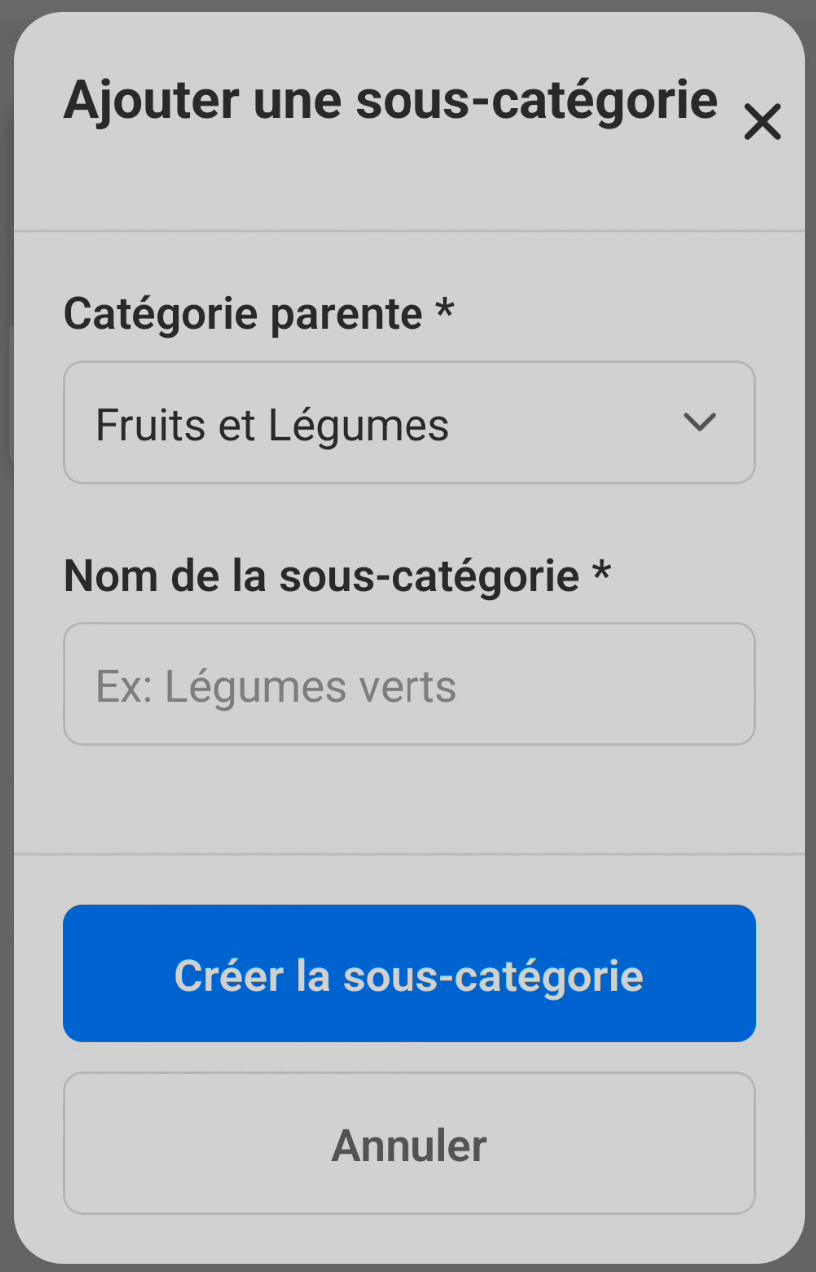 Ajouter une sous-catégorie
Catégorie parente *
Fruits et Légumes
Nom de la sous-catégorie *
Ex: Légumes verts
Créer la sous-catégorie
Annuler